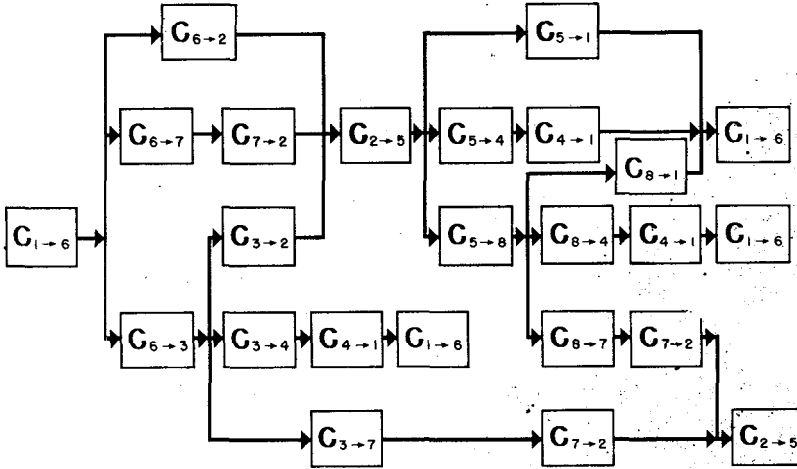 C6→2 C5→1
C6→7 C7→2 C2→5 C5→4 C4→1 C1→6
C8→1
C1→6 C3→2 C5→8 C8→4 C4→1 C1→6
C6→3 C3→4 C4→1 C1→6 C8→7 C7→2
C3→7 C7→2 C2→5